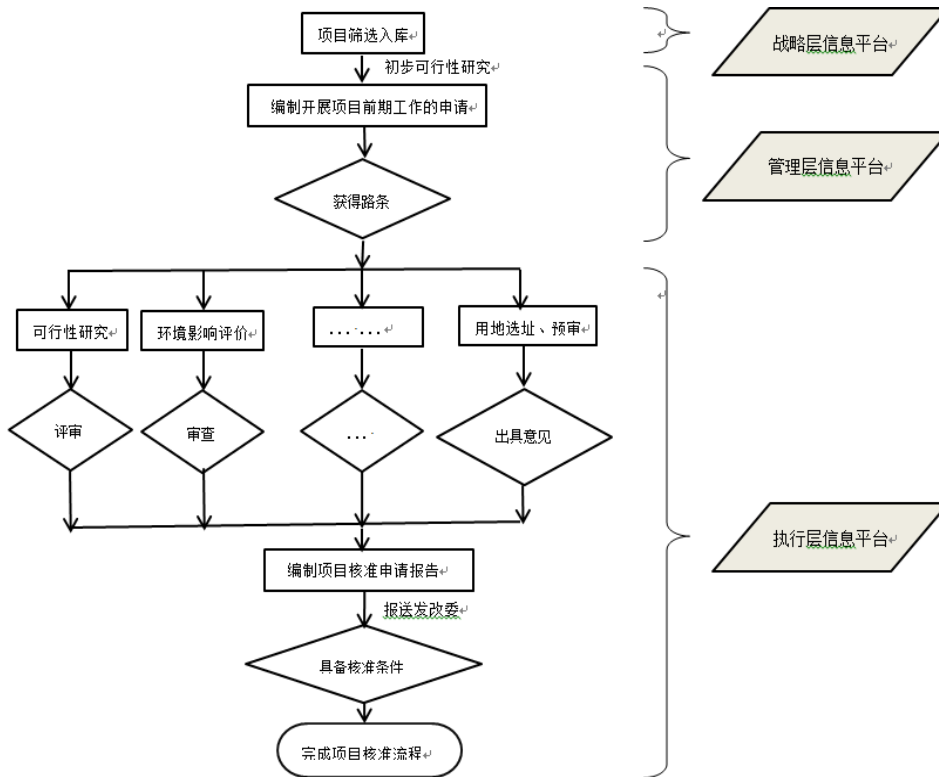 项目筛选入库
战略层信息平台
初步可行性研究
编制开展项目前期工作的申请
管理层信息平台
获得路条
可行性研究
环境影响评价
……
用地选址、预审
评审
审查
…
出具意见
执行层信息平台
编制项目核准申请报告
报送发改委
具备核准条件
完成项目核准流程